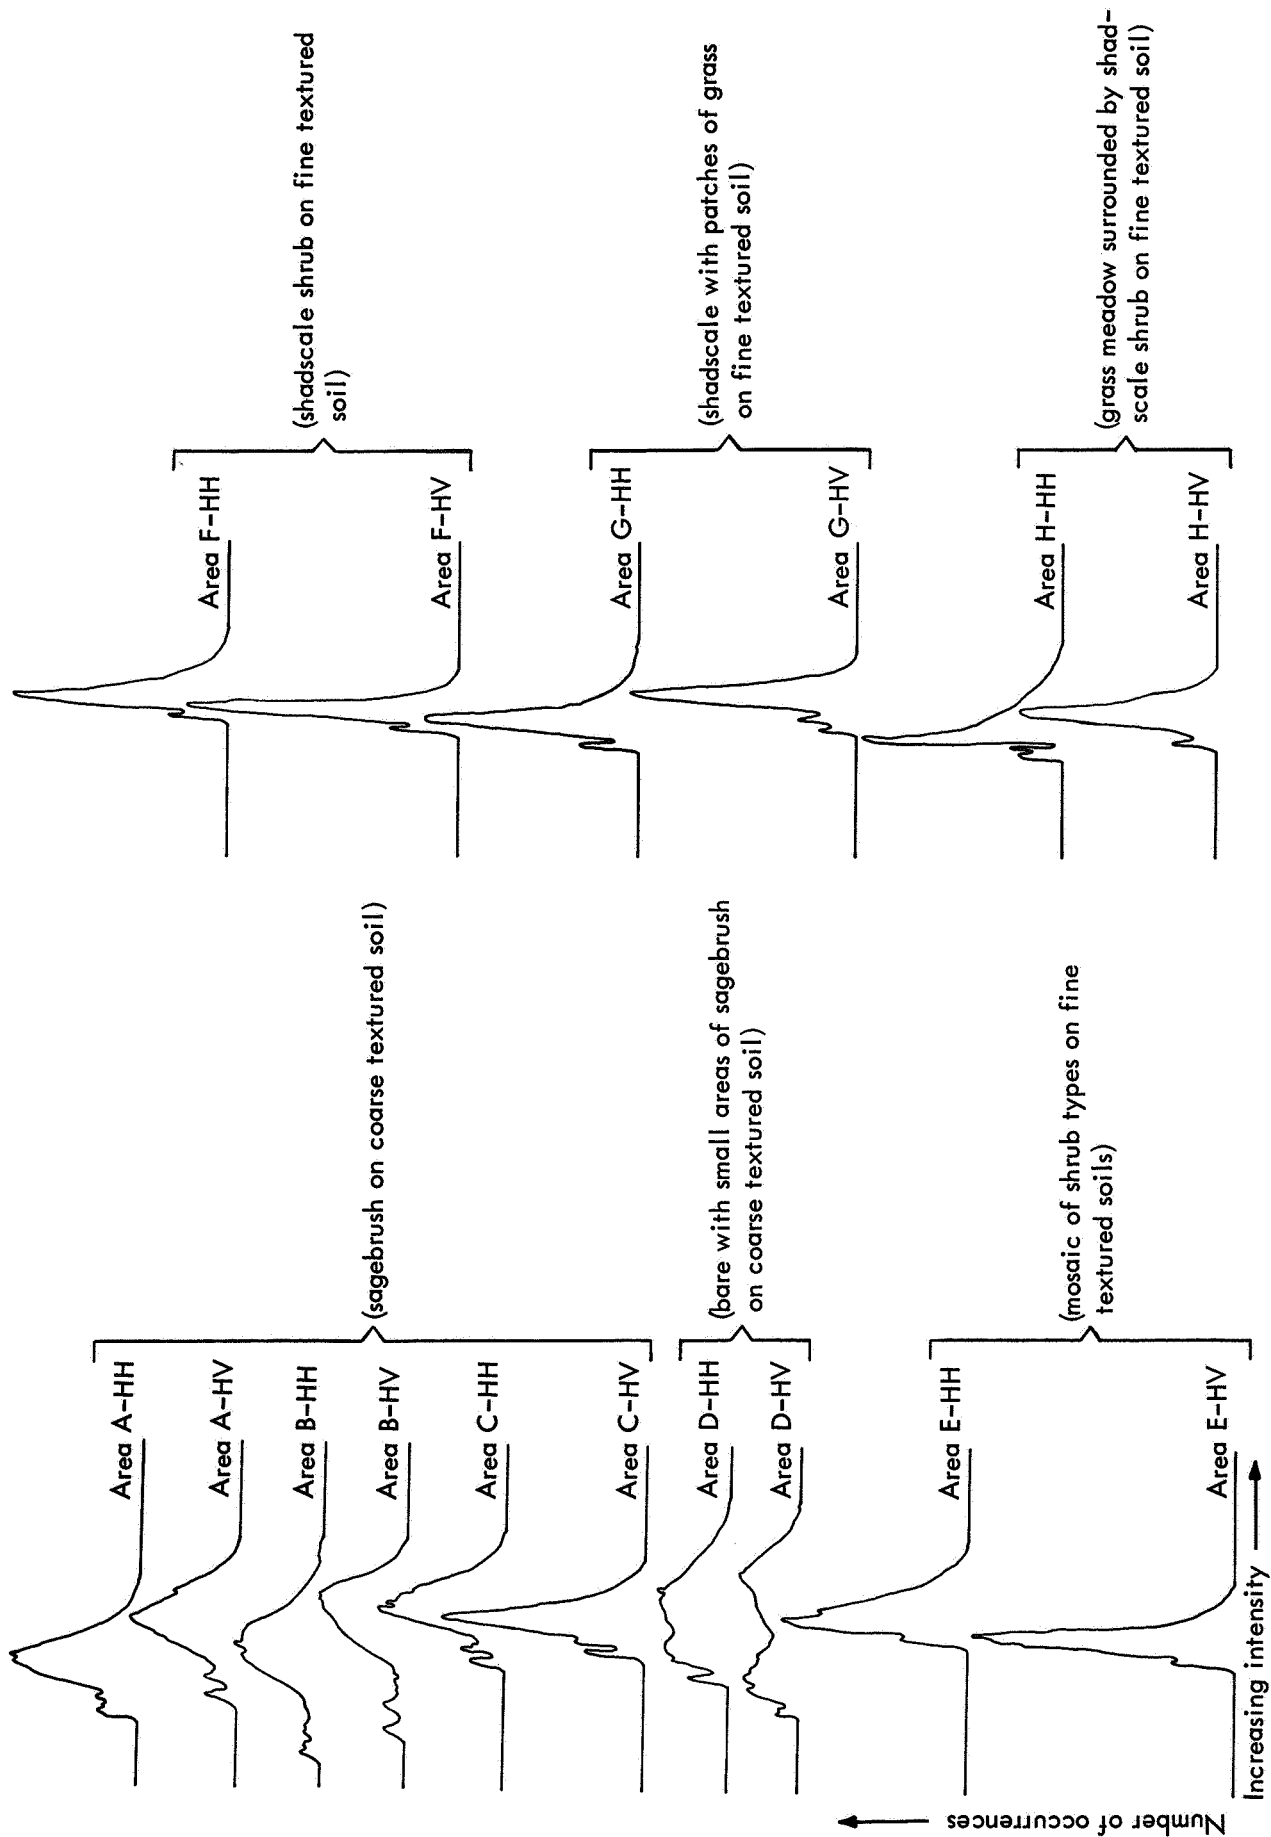 Area A-HH
Area A-HV
Area B-HH
Area B-HV
Area C-HH
Area C-HV
(sagebrush on coarse textured soil)
Area D-HH
Area D-HV
(bare with small areas of sagebrush
on coarse textured soil)
Area E-HH
Area E-HV
(mosaic of shrub types on fine
textured soils)
Number of occurrences
Increasing intensity
Area F-HH
Area F-HV
(shadscale shrub on fine textured
soil)
Area G-HH
Area G-HV
(shadscale with patches of grass
on fine textured soil)
Area H-HH
Area H-HV
(grass meadow surrounded by shad-
scale shrub on fine textured soil)